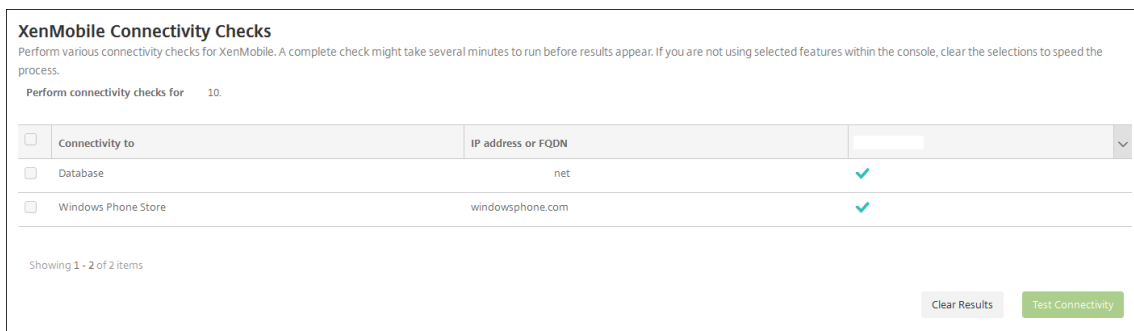 XenMobile Connectivity Checks
Perform various connectivity checks for XenMobile. A complete check might take several minutes to run before results appear. If you are not using selected features within the console, clear the selections to speed the
process.
Perform connectivity checks for 10.
Connectivity to IP address or FQDN
Database net
Windows Phone Store windowsphone.com
Showing 1 - 2 of 2 items
Clear Results Test Connectivity